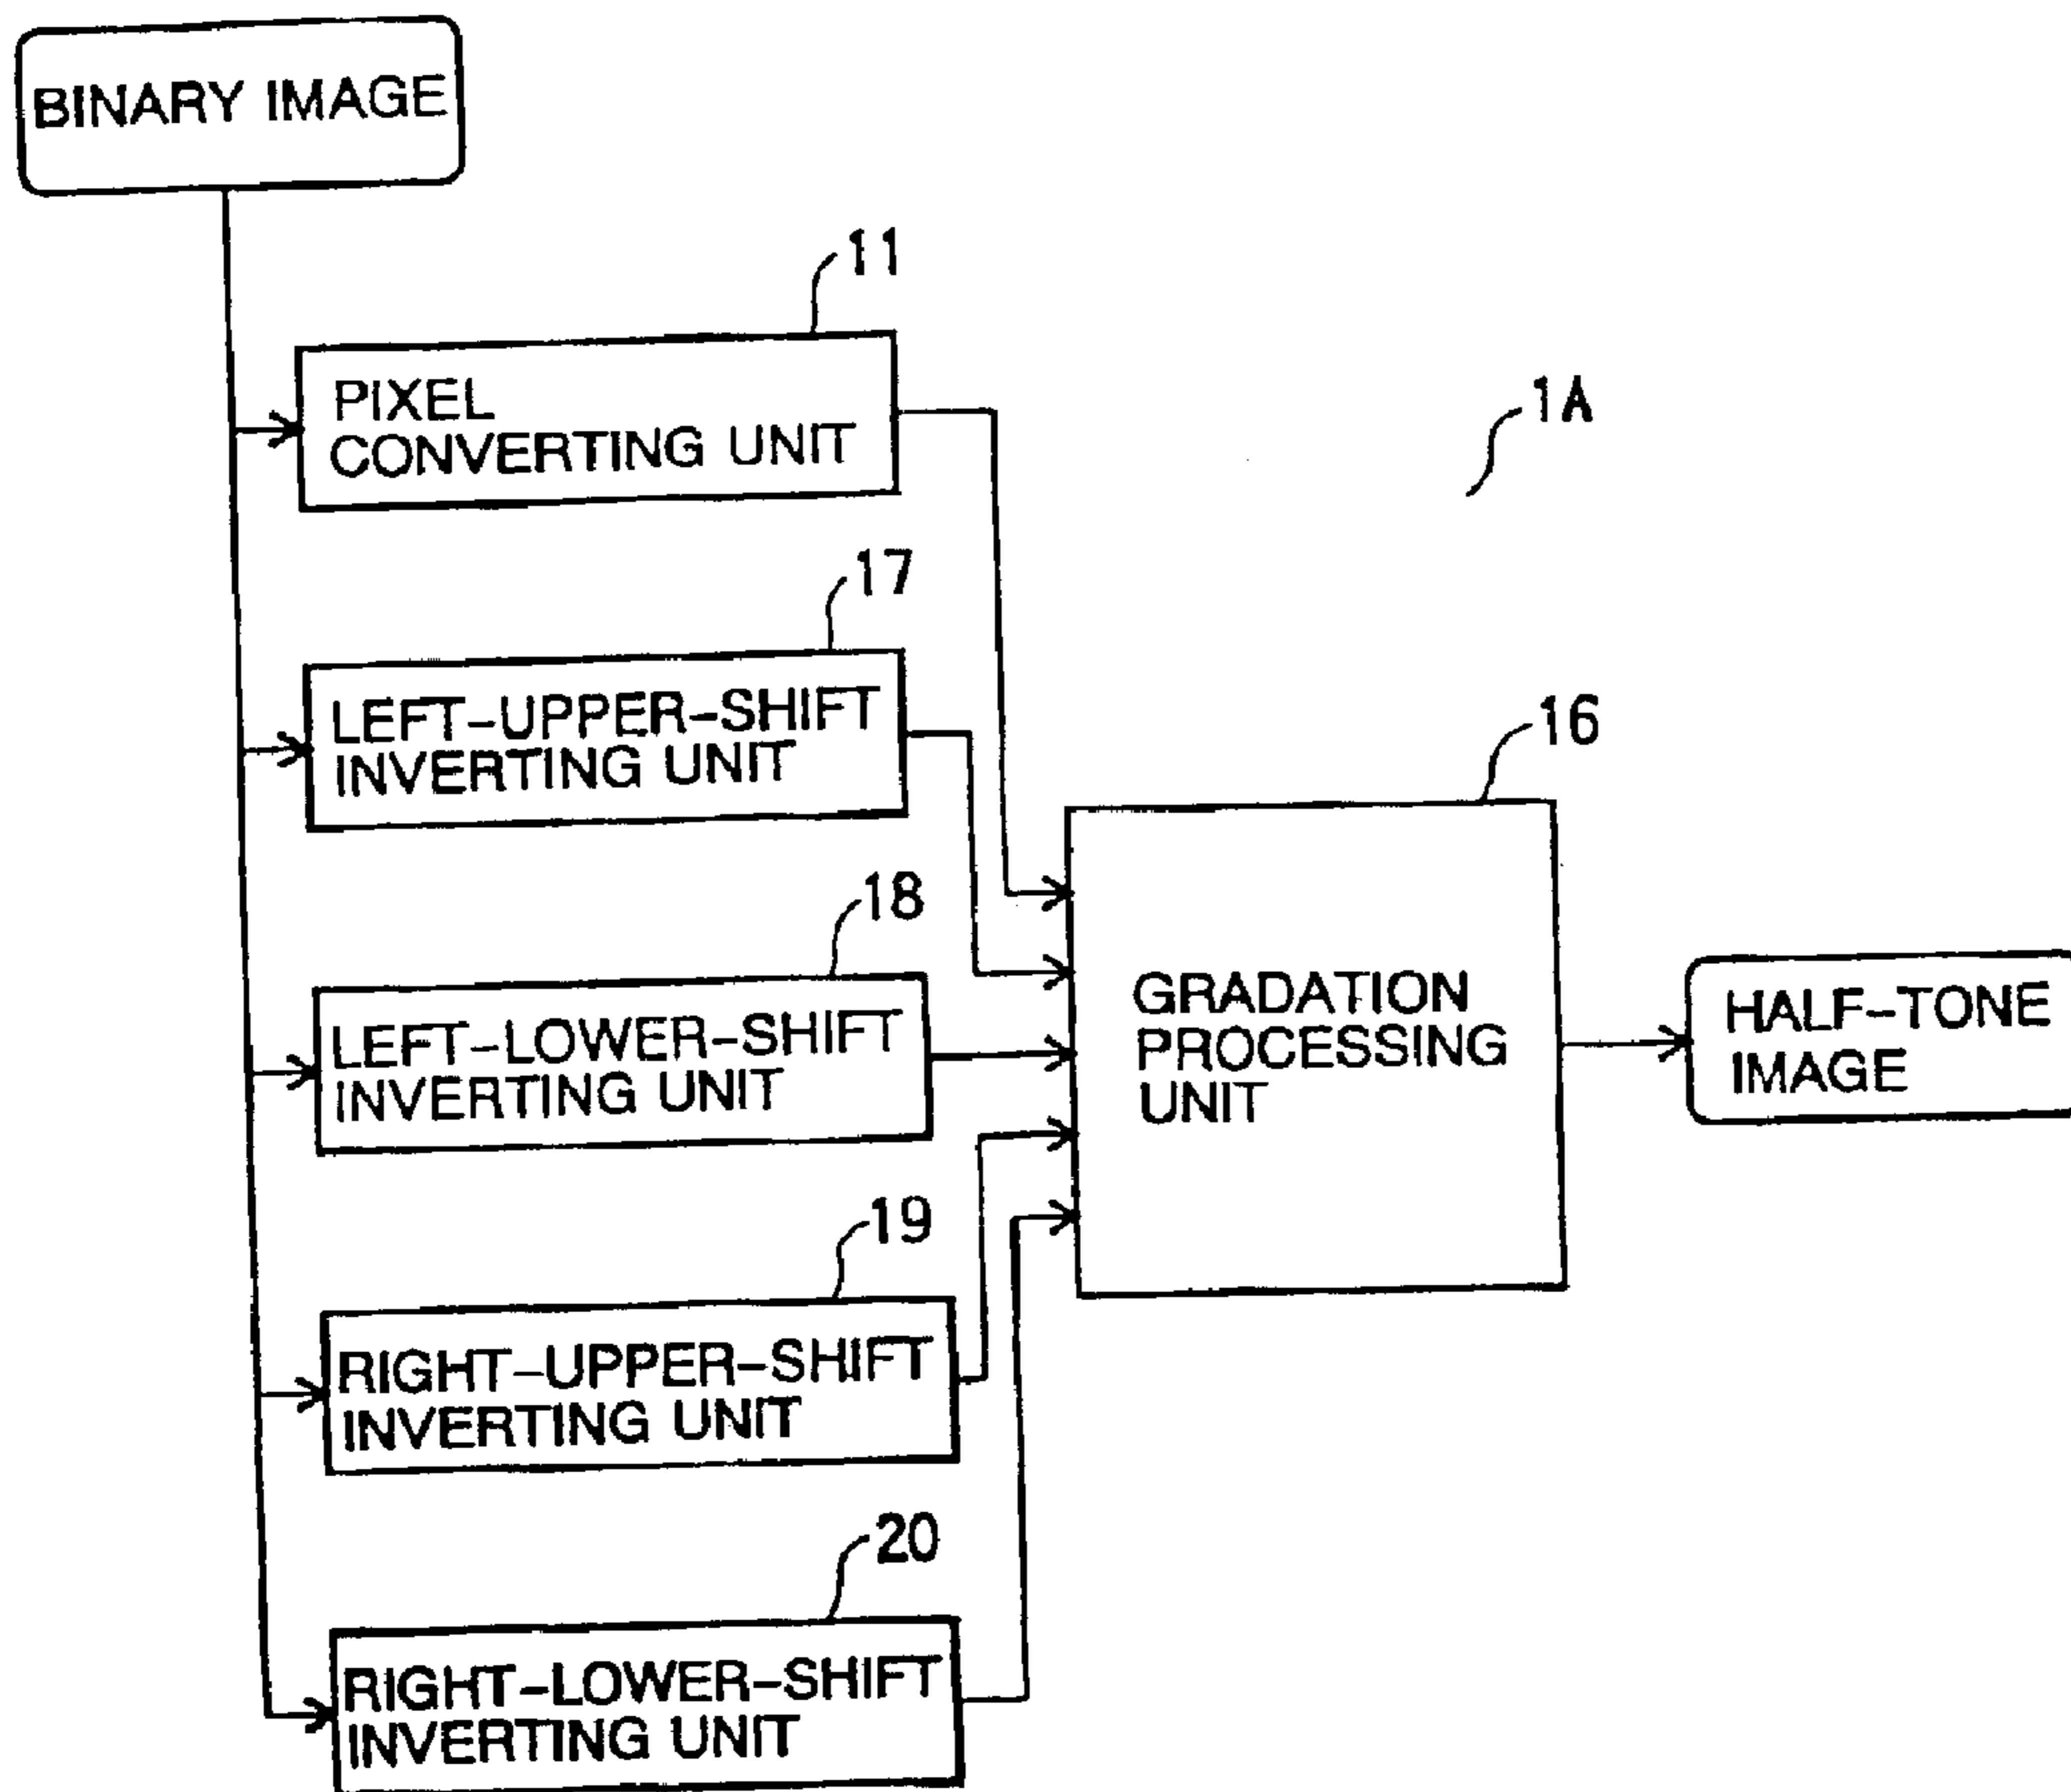 BINARY IMAGE
11
PIXEL
CONVERTING UNIT
1A
17
LEFT-UPPER-SHIFT
INVERTING UNIT
16
18
LEFT-LOWER-SHIFT
INVERTING UNIT
GRADATION
PROCESSING
UNIT
HALF-TONE
IMAGE
19
RIGHT-UPPER-SHIFT
INVERTING UNIT
20
RIGHT-LOWER-SHIFT
INVERTING UNIT